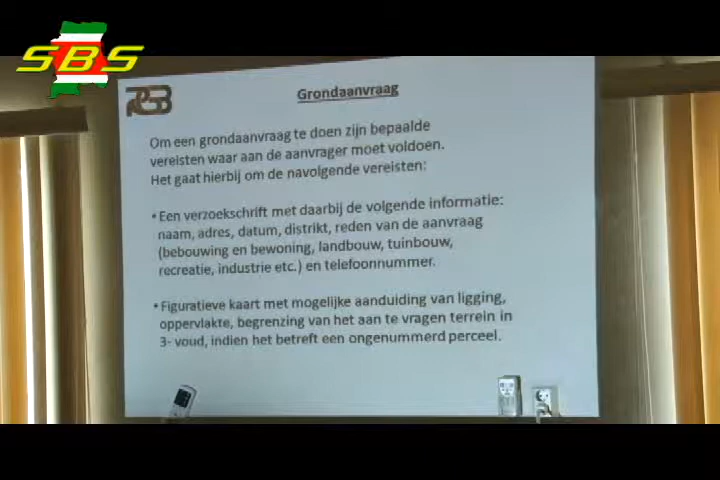 SBS
Grondaanvraag
Om een grondaanvraag te doen zijn bepaalde
vereisten waar aan de aanvrager moet voldoen.
Het gaat hierbij om de navolgende vereisten:
• Een verzoekschrift met daarbij de volgende informatie:
naam, adres, datum, distrikt, reden van de aanvraag
(bebouwing en bewoning, landbouw, tuinbouw,
recreatie, industrie etc.) en telefoonnummer.
• Figuratieve kaart met mogelijke aanduiding van ligging,
oppervlakte, begrenzing van het aan te vragen terrein in
3- voud, indien het betreft een ongenummerd perceel.